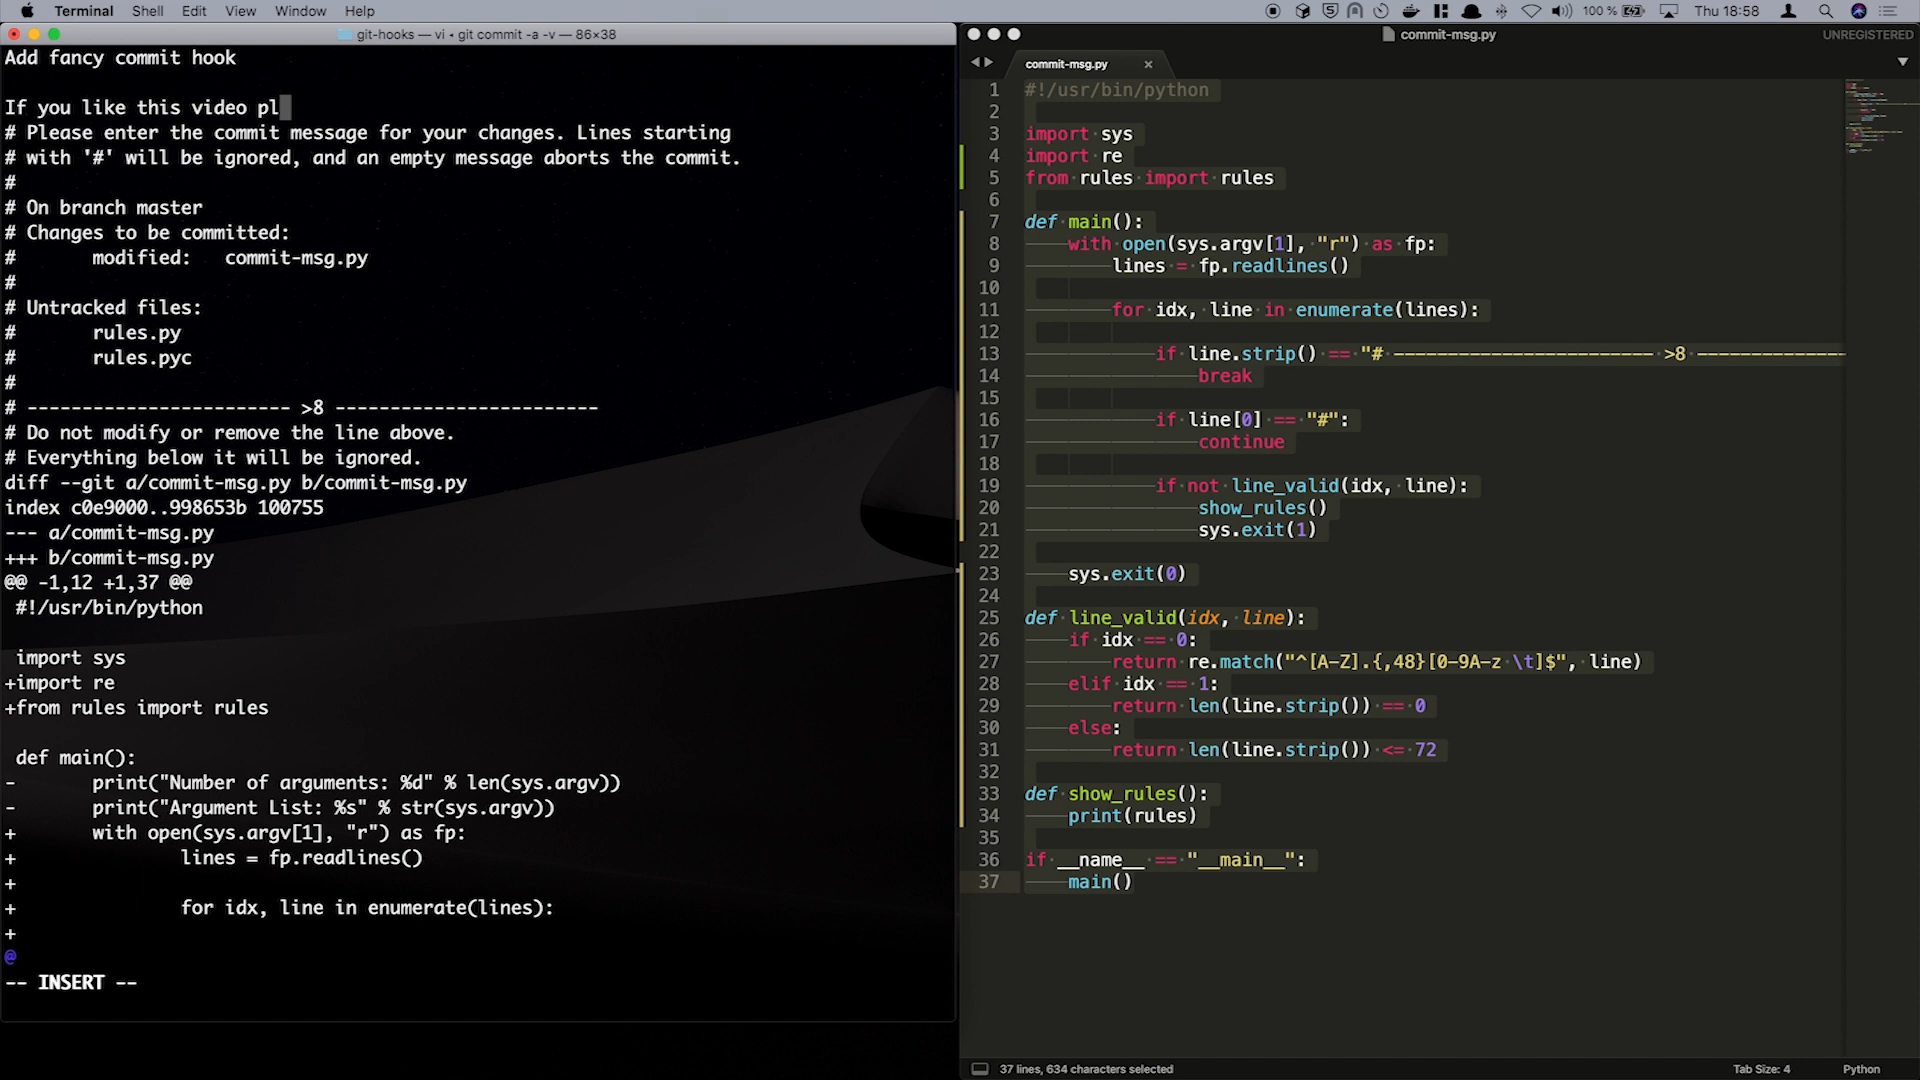 Terminal Shell Edit View Window Help
100 % Thu 18:58
git-hooks — vi ◂ git commit -a -v — 86×38
Add fancy commit hook
If you like this video pl
# Please enter the commit message for your changes. Lines starting
# with '#' will be ignored, and an empty message aborts the commit.
#
# On branch master
# Changes to be committed:
# modified: commit-msg.py
#
# Untracked files:
# rules.py
# rules.pyc
#
# ------------------------ >8 ------------------------
# Do not modify or remove the line above.
# Everything below it will be ignored.
diff --git a/commit-msg.py b/commit-msg.py
index c0e9000..998653b 100755
--- a/commit-msg.py
+++ b/commit-msg.py
@@ -1,12 +1,37 @@
#!/usr/bin/python
import sys
+import re
+from rules import rules
def main():
- print("Number of arguments: %d" % len(sys.argv))
- print("Argument List: %s" % str(sys.argv))
+ with open(sys.argv[1], "r") as fp:
+ lines = fp.readlines()
+
+ for idx, line in enumerate(lines):
+
@
-- INSERT --
commit-msg.py
UNREGISTERED
commit-msg.py ×
1 #!/usr/bin/python
2
3 import sys
4 import re
5 from rules import rules
6
7 def main():
8 with open(sys.argv[1], "r") as fp:
9 lines = fp.readlines()
10
11 for idx, line in enumerate(lines):
12
13 if line.strip() == "# ------------------------ >8 --------------
14 break
15
16 if line[0] == "#":
17 continue
18
19 if not line_valid(idx, line):
20 show_rules()
21 sys.exit(1)
22
23 sys.exit(0)
24
25 def line_valid(idx, line):
26 if idx == 0:
27 return re.match("^[A-Z].{,48}[0-9A-z \t]$", line)
28 elif idx == 1:
29 return len(line.strip()) == 0
30 else:
31 return len(line.strip()) <= 72
32
33 def show_rules():
34 print(rules)
35
36 if __name__ == "__main__":
37 main()
37 lines, 634 characters selected
Tab Size: 4 Python